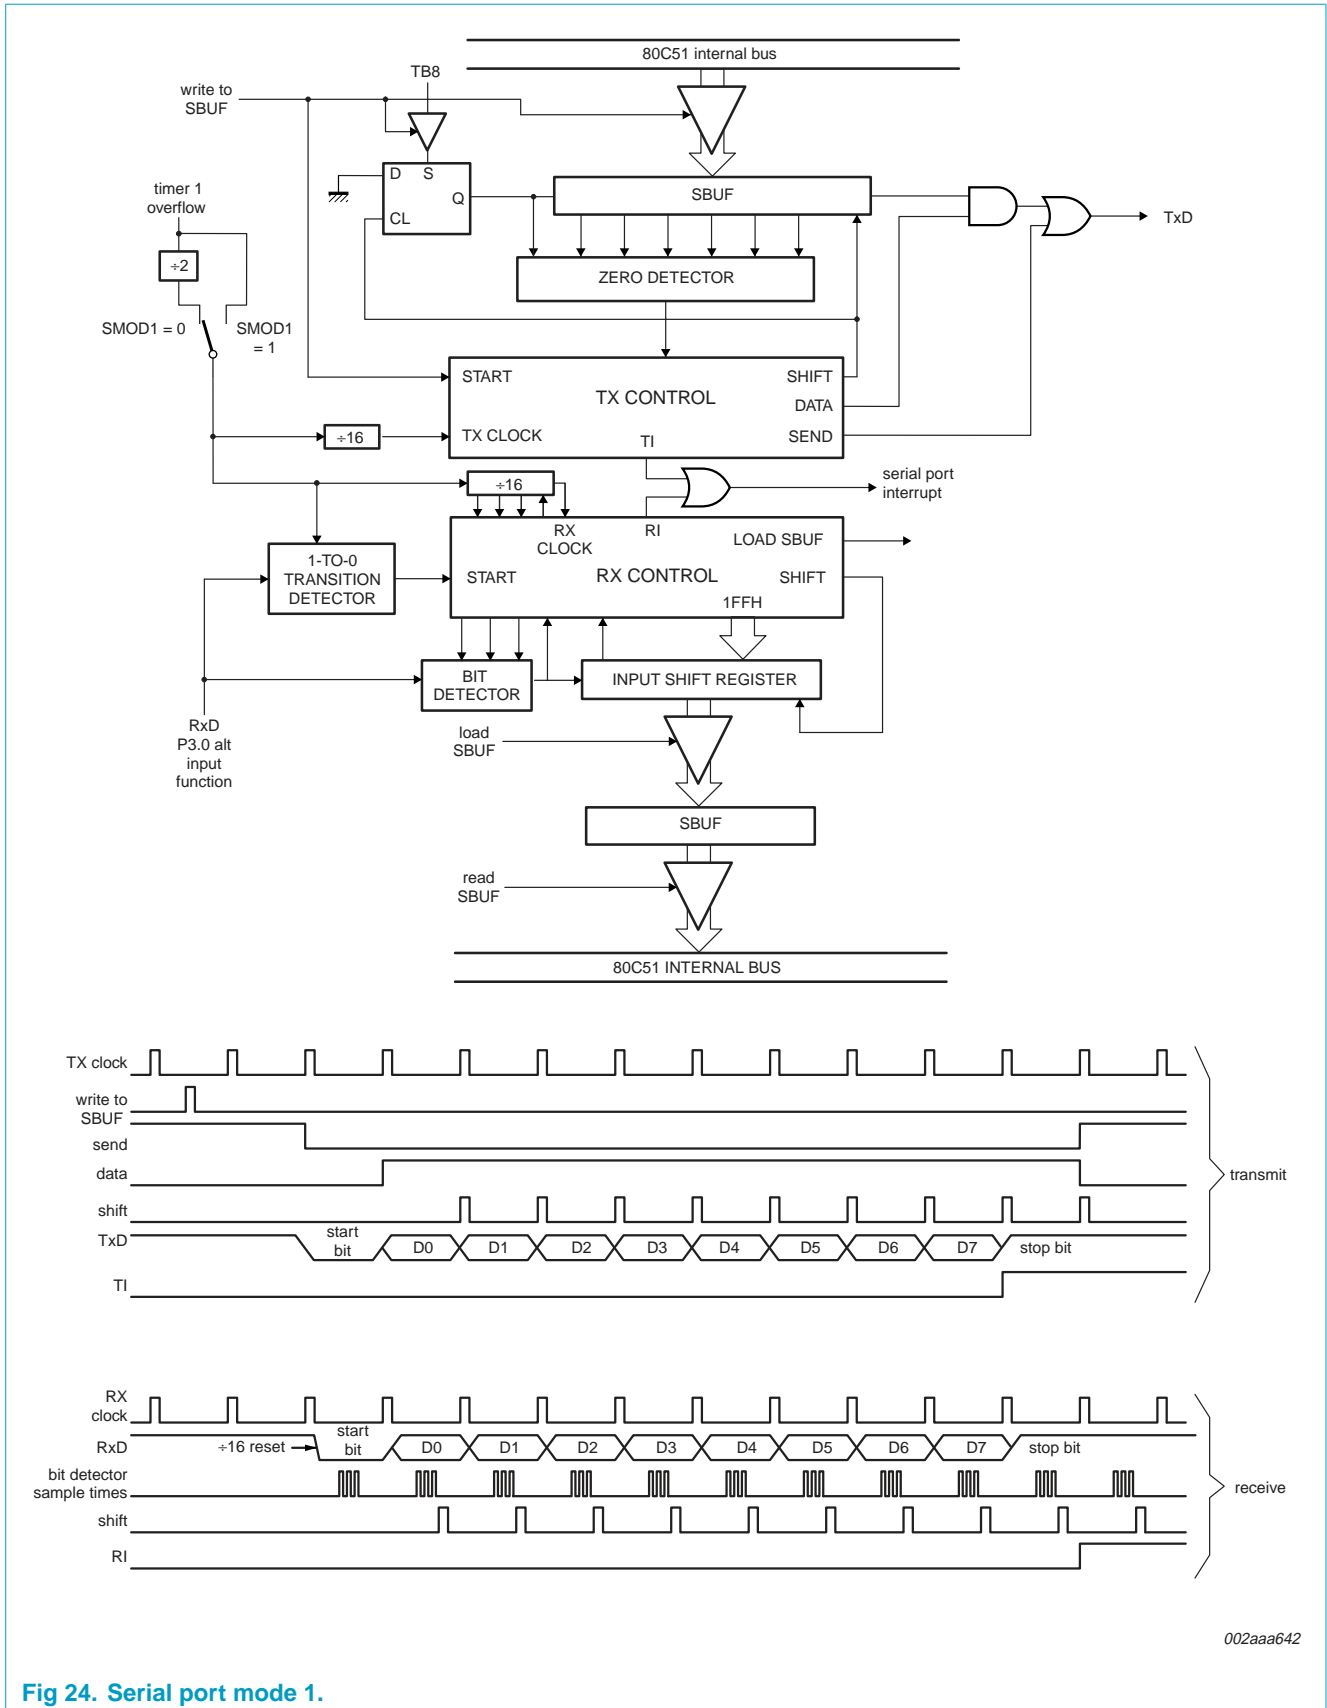 80C51 internal bus
TB8
write to
SBUF
D S
Q
CL
SBUF
TxD
timer 1
overflow
÷2
ZERO DETECTOR
SMOD1 = 0
SMOD1
= 1
START
SHIFT
TX CONTROL
DATA
÷16
TX CLOCK
TI
SEND
serial port
interrupt
÷16
RX
CLOCK
RI
LOAD SBUF
1-TO-0
TRANSITION
DETECTOR
START
RX CONTROL
SHIFT
1FFH
BIT
DETECTOR
INPUT SHIFT REGISTER
RxD
P3.0 alt
input
function
load
SBUF
SBUF
read
SBUF
80C51 INTERNAL BUS
TX clock
write to
SBUF
send
data
transmit
shift
TxD
start
bit
D0 D1 D2 D3 D4 D5 D6 D7 stop bit
TI
RX
clock
RxD
÷16 reset
start
bit
D0 D1 D2 D3 D4 D5 D6 D7 stop bit
bit detector
sample times
receive
shift
RI
002aaa642
Fig 24. Serial port mode 1.